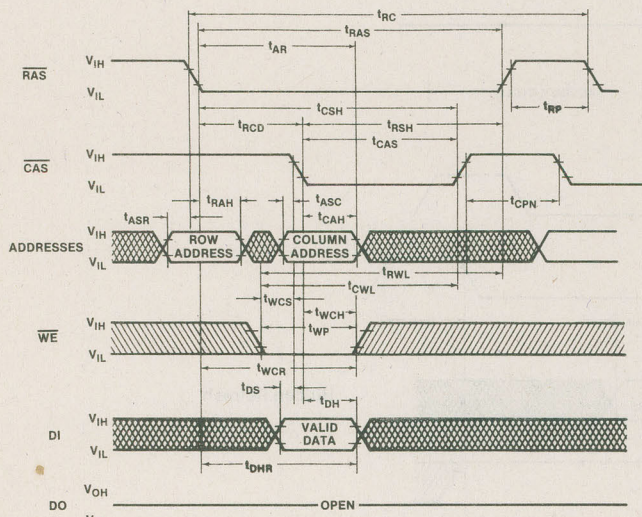 tRC
tRAS
tAR
RAS
VIH
VIL
tRP
tCSH
tRCD
tRSH
tCAS
CAS
VIH
VIL
tRAH
tASC
tCPN
tASR
tCAH
ADDRESSES
VIH
VIL
ROW ADDRESS
COLUMN ADDRESS
tRWL
tCWL
tWCS
tWCH
WE
VIH
VIL
tWP
tWCR
tDS
tDH
DI
VIH
VIL
VALID DATA
tDHR
VOH
DO
OPEN